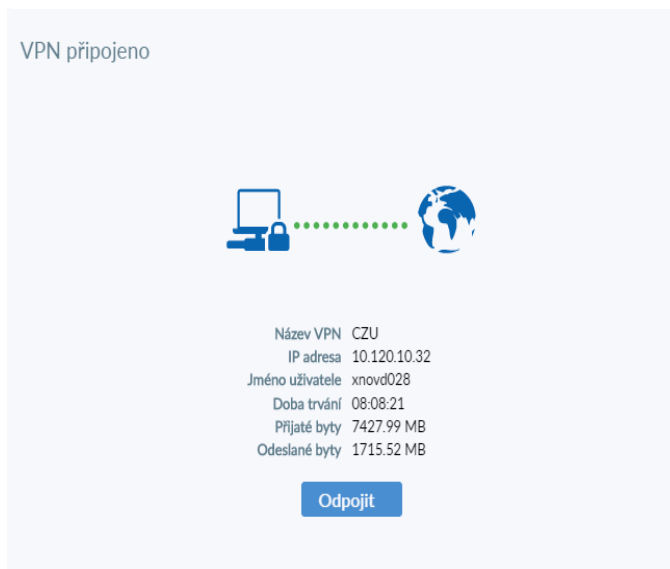 VPN připojeno
Název VPN CZU
IP adresa 10.120.10.32
Jméno uživatele xnovd028
Doba trvání 08:08:21
Přijaté byty 7427.99 MB
Odeslané byty 1715.52 MB
Odpojit